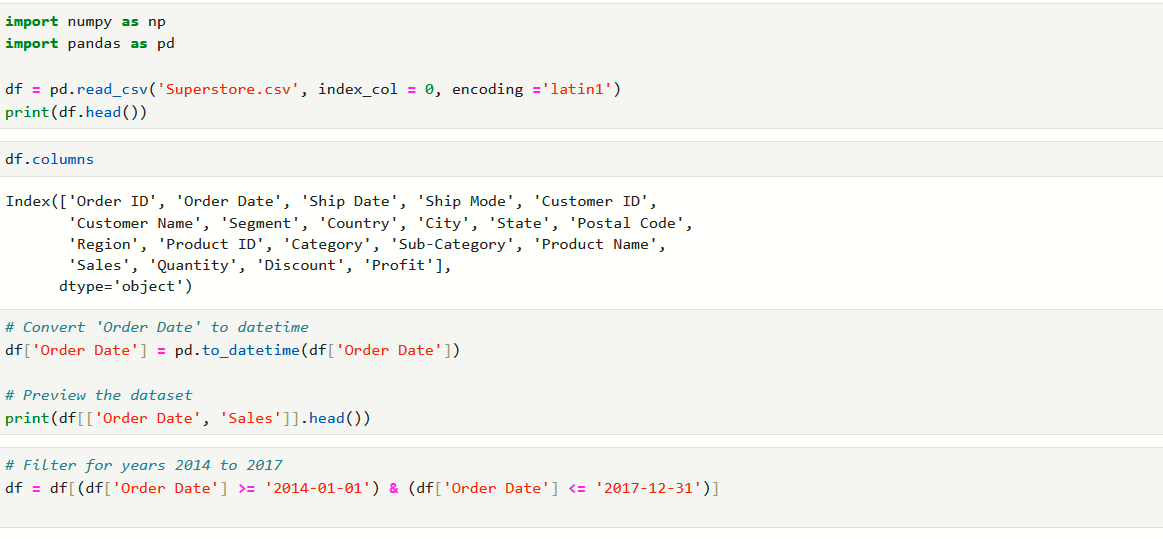 import numpy as np
import pandas as pd
df = pd.read_csv('Superstore.csv', index_col = 0, encoding ='latin1')
print(df.head())
df.columns
Index(['Order ID', 'Order Date', 'Ship Date', 'Ship Mode', 'Customer ID',
       'Customer Name', 'Segment', 'Country', 'City', 'State', 'Postal Code',
       'Region', 'Product ID', 'Category', 'Sub-Category', 'Product Name',
       'Sales', 'Quantity', 'Discount', 'Profit'],
      dtype='object')
# Convert 'Order Date' to datetime
df['Order Date'] = pd.to_datetime(df['Order Date'])
# Preview the dataset
print(df[['Order Date', 'Sales']].head())
# Filter for years 2014 to 2017
df = df[(df['Order Date'] >= '2014-01-01') & (df['Order Date'] <= '2017-12-31')]